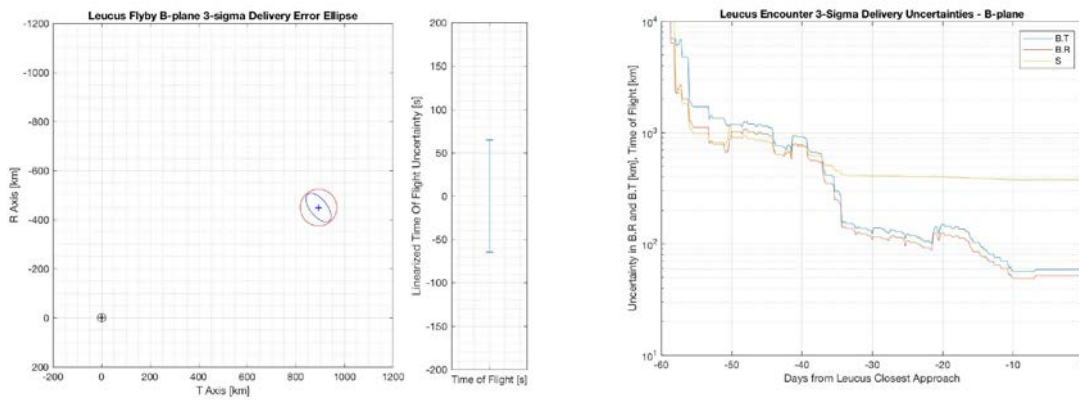 Leucus Flyby B-plane 3-sigma Delivery Error Ellipse
-1200
-1000
-800
-600
-400
-200
0
200
R Axis [km]
-200 0 200 400 600 800 1000 1200
T Axis [km]
200
150
100
50
0
-50
-100
-150
-200
Linearized Time Of Flight Uncertainty [s]
Time of Flight [s]
Leucus Encounter 3-Sigma Delivery Uncertainties - B-plane
10^4
10^3
10^2
10^1
Uncertainty in B.R and B.T [km], Time of Flight [km]
B.T
B.R
S
-60 -50 -40 -30 -20 -10
Days from Leucus Closest Approach